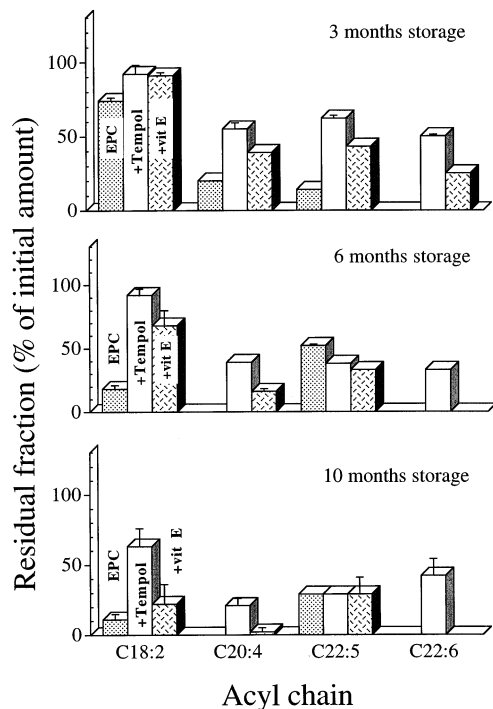 3 months storage
100
50
0
EPC
+Tempol
+vit E
6 months storage
100
50
0
EPC
+Tempol
+vit E
10 months storage
100
50
0
EPC
+Tempol
+vit E
C18:2 C20:4 C22:5 C22:6
Acyl chain
Residual fraction (% of initial amount)